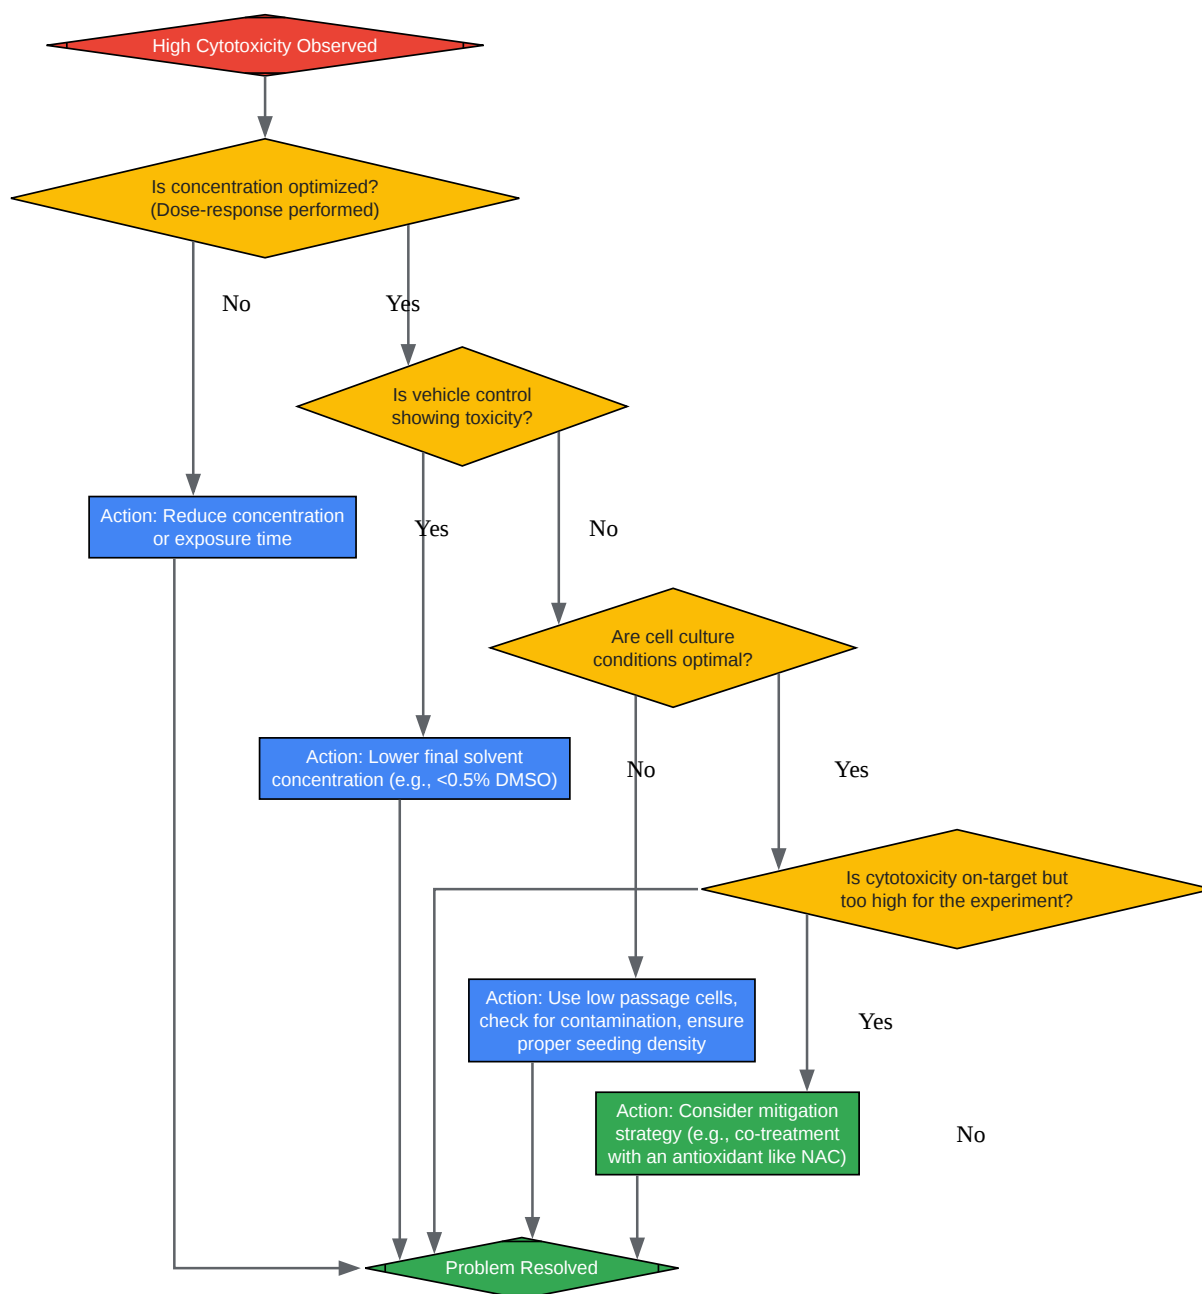 High Cytotoxicity Observed
Is concentration optimized?
(Dose-response performed)
No
Yes
Is vehicle control
showing toxicity?
Action: Reduce concentration
or exposure time
Yes
No
Are cell culture
conditions optimal?
Action: Lower final solvent
concentration (e.g., <0.5% DMSO)
No
Yes
Is cytotoxicity on-target but
too high for the experiment?
Action: Use low passage cells,
check for contamination, ensure
proper seeding density
Yes
Action: Consider mitigation
strategy (e.g., co-treatment
with an antioxidant like NAC)
No
Problem Resolved